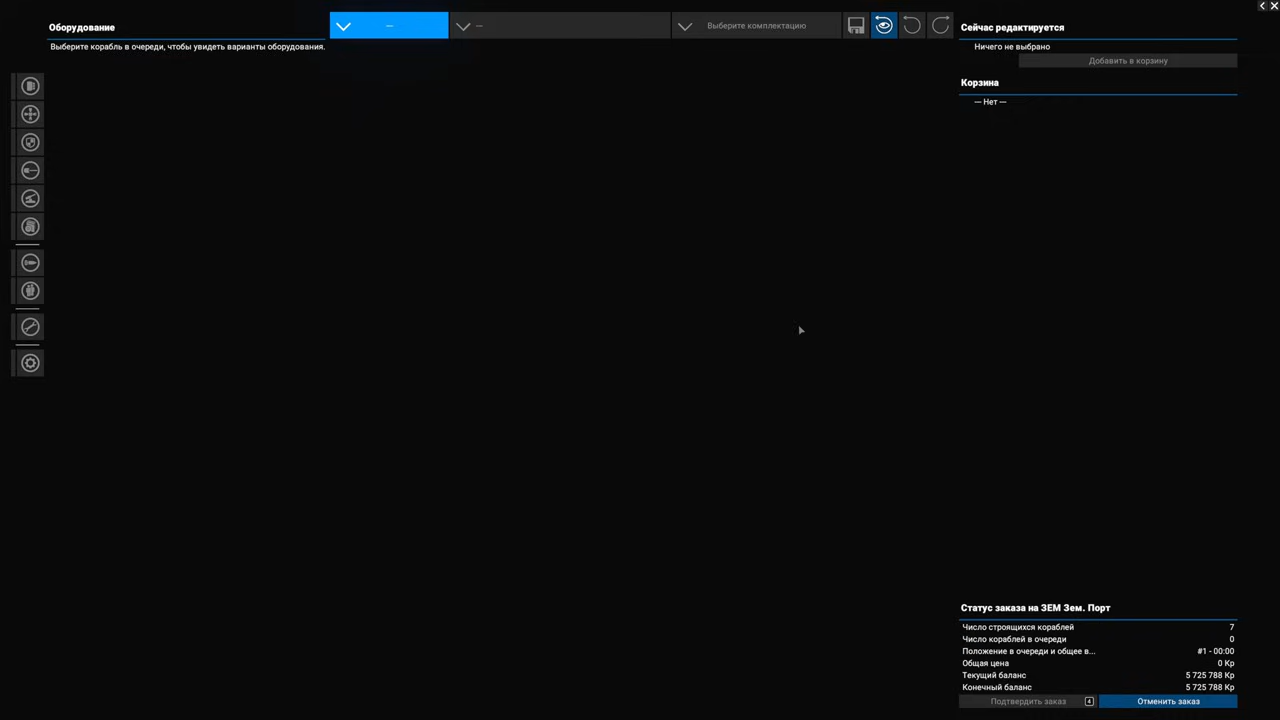 Оборудование
Выберите корабль в очереди, чтобы увидеть варианты оборудования.
—
—
Выберите комплектацию
Сейчас редактируется
Ничего не выбрано
Добавить в корзину
Корзина
— Нет —
Статус заказа на ЗЕМ Зем. Порт
Число строящихся кораблей 7
Число кораблей в очереди 0
Положение в очереди и общее в... #1 - 00:00
Общая цена 0 Кр
Текущий баланс 5 725 788 Кр
Конечный баланс 5 725 788 Кр
Подтвердить заказ 4
Отменить заказ